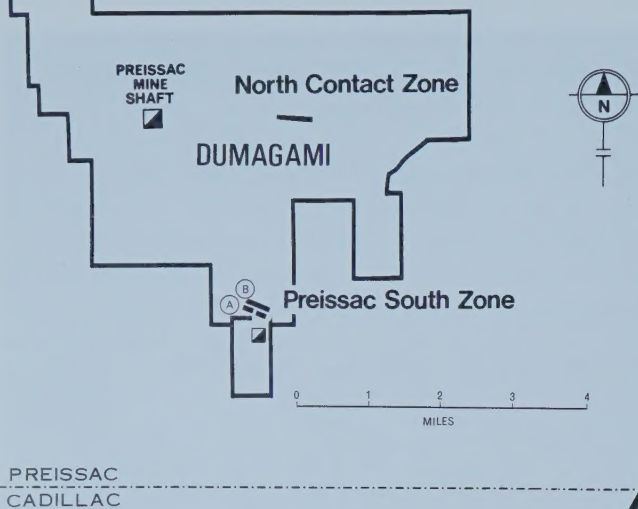 PREISSAC
MINE
SHAFT
North Contact Zone
N
DUMAGAMI
B
A
Preissac South Zone
0 1 2 3 4
MILES
PREISSAC
CADILLAC